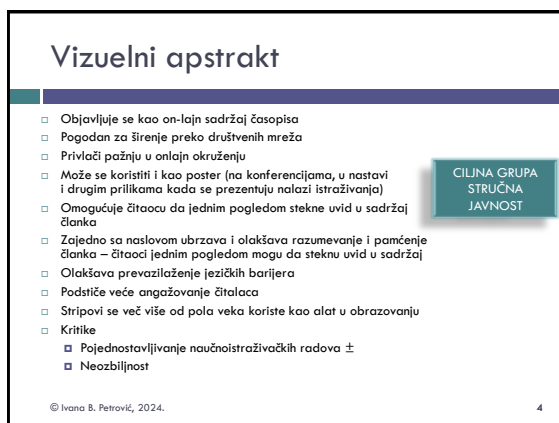 Vizuelni apstrakt
Objavljuje se kao on-lajn sadržaj časopisa
Pogodan za širenje preko društvenih mreža
Privlači pažnju u onlajn okruženju
Može se koristiti i kao poster (na konferencijama, u nastavi
i drugim prilikama kada se prezentuju nalazi istraživanja)
Omogućuje čitaocu da jednim pogledom stekne uvid u sadržaj
članka
Zajedno sa naslovom ubrzava i olakšava razumevanje i pamćenje
članka – čitaoci jednim pogledom mogu da steknu uvid u sadržaj
Olakšava prevazilaženje jezičkih barijera
Podstiče veće angažovanje čitalaca
Stripovi se več više od pola veka koriste kao alat u obrazovanju
Kritike
Pojednostavljivanje naučnoistraživačkih radova ±
Neozbiljnost
CILJNA GRUPA
STRUČNA
JAVNOST
© Ivana B. Petrović, 2024.
4